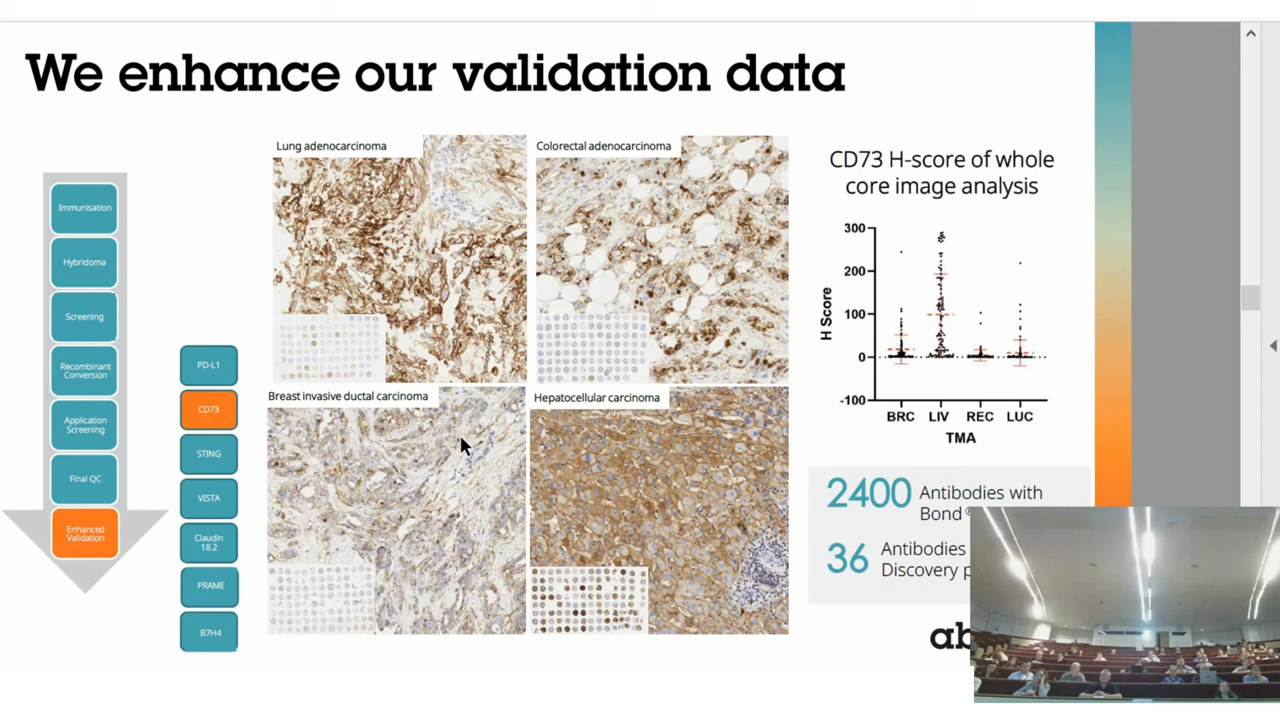 We enhance our validation data
Immunisation
Hybridoma
Screening
Recombinant
Conversion
Application
Screening
Final QC
Enhanced
Validation
PD-L1
CD73
STING
VISTA
Claudin
18.2
PRAME
B7H4
Lung adenocarcinoma
Colorectal adenocarcinoma
Breast invasive ductal carcinoma
Hepatocellular carcinoma
CD73 H-score of whole
core image analysis
300
200
100
0
-100
H Score
BRC LIV REC LUC
TMA
2400 Antibodies with
Bond
36 Antibodies
Discovery p
ab